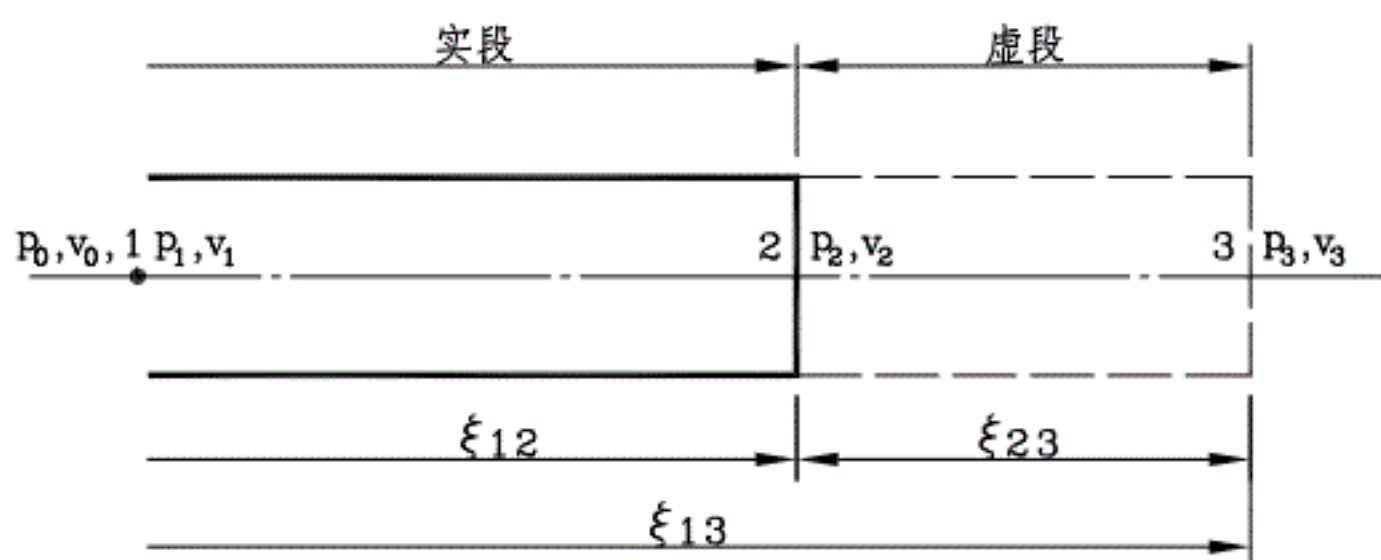 实段 虚段
p₀,v₀, 1 p₁,v₁ 2 p₂,v₂ 3 p₃,v₃
ξ12 ξ23
ξ13